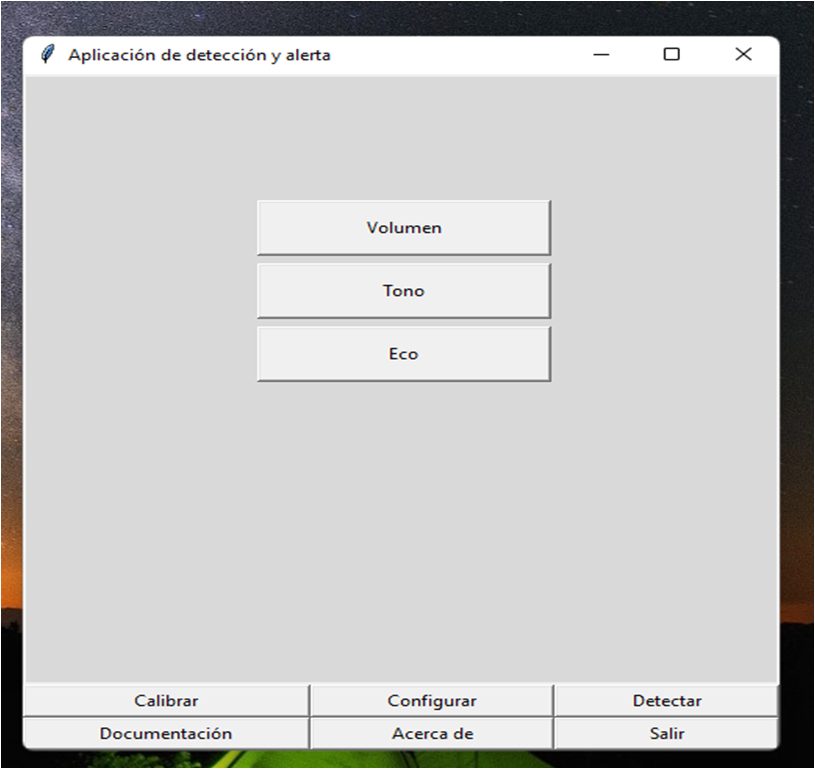 Aplicación de detección y alerta
Volumen
Tono
Eco
Calibrar Configurar Detectar
Documentación Acerca de Salir